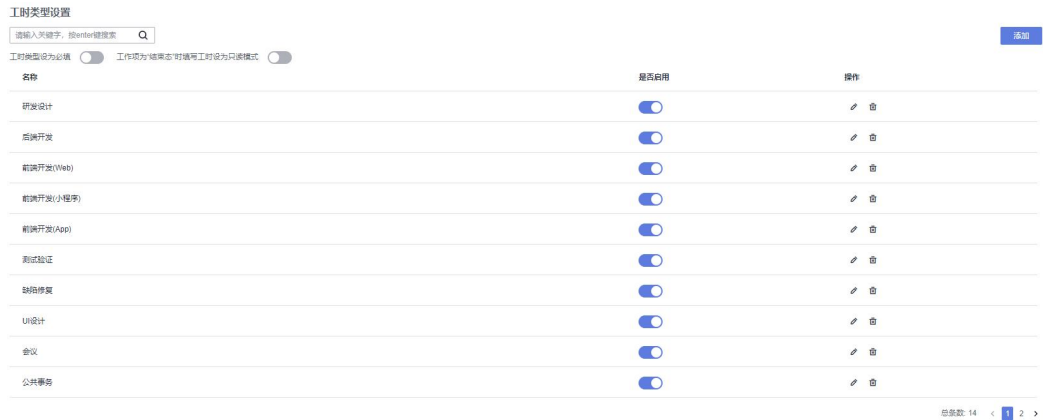 工时类型设置
请输入关键字，按enter键搜索
添加
工时类型设为必填 工作项为"结束态"时填写工时设为只读模式
名称 是否启用 操作
研发设计
后端开发
前端开发(Web)
前端开发(小程序)
前端开发(App)
测试验证
缺陷修复
UI设计
会议
公共事务
总条数: 14 < 1 2 >